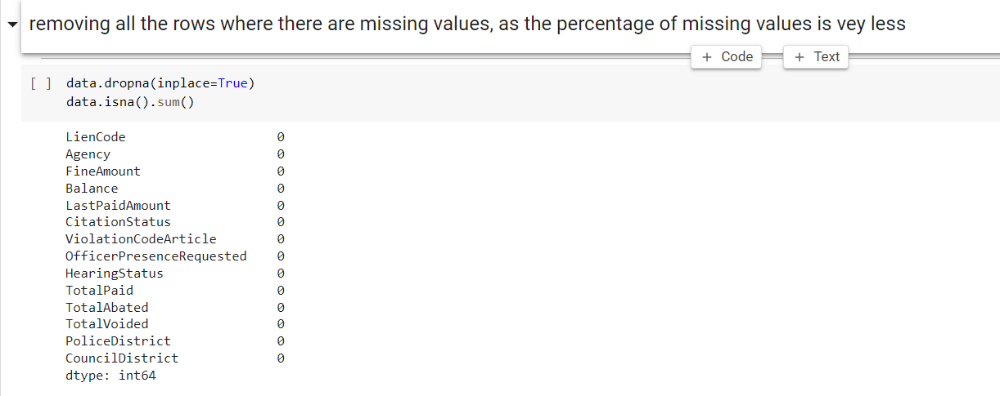 removing all the rows where there are missing values, as the percentage of missing values is vey less
+ Code + Text
[ ] data.dropna(inplace=True)
data.isna().sum()
LienCode 0
Agency 0
FineAmount 0
Balance 0
LastPaidAmount 0
CitationStatus 0
ViolationCodeArticle 0
OfficerPresenceRequested 0
HearingStatus 0
TotalPaid 0
TotalAbated 0
TotalVoided 0
PoliceDistrict 0
CouncilDistrict 0
dtype: int64